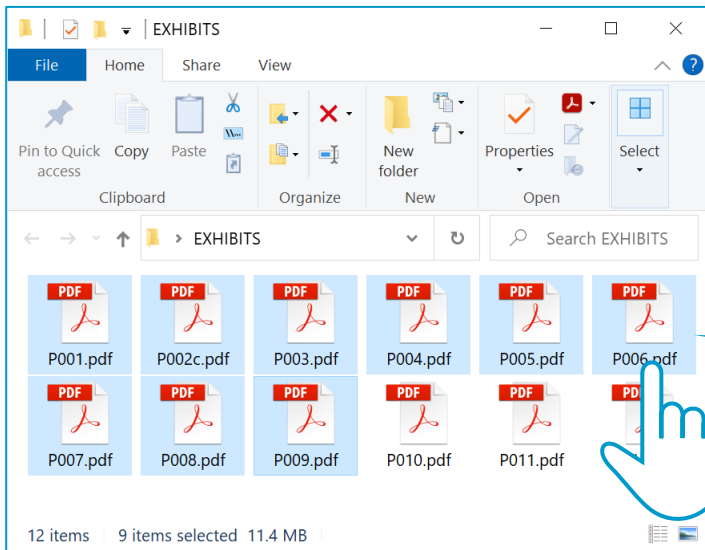 EXHIBITS
File Home Share View
?
Pin to Quick access
Copy
Paste
W...
Clipboard
Organize
New folder
New
Properties
Open
Select
EXHIBITS
Search EXHIBITS
PDF PDF PDF PDF PDF PDF
P001.pdf P002c.pdf P003.pdf P004.pdf P005.pdf P006.pdf
PDF PDF PDF PDF PDF
P007.pdf P008.pdf P009.pdf P010.pdf P011.pdf
12 items 9 items selected 11.4 MB